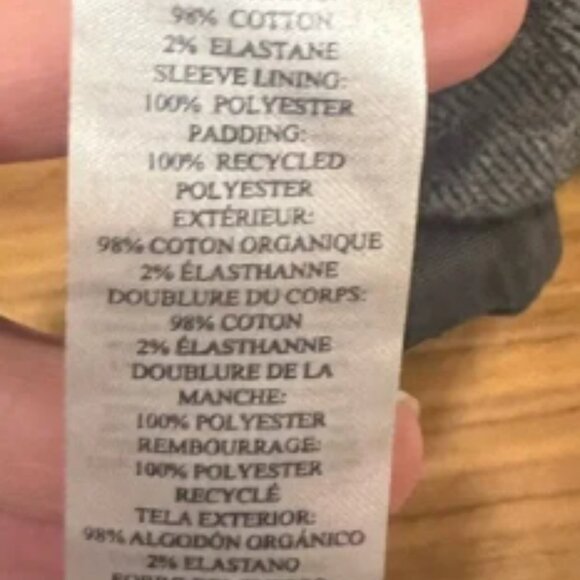 98% COTTON
2% ELASTANE
SLEEVE LINING:
100% POLYESTER
PADDING:
100% RECYCLED
POLYESTER
EXTÉRIEUR:
98% COTON ORGANIQUE
2% ÉLASTHANNE
DOUBLURE DU CORPS:
98% COTON
2% ÉLASTHANNE
DOUBLURE DE LA
MANCHE:
100% POLYESTER
REMBOURRAGE:
100% POLYESTER
RECYCLÉ
TELA EXTERIOR:
98% ALGODÓN ORGÁNICO
2% ELASTANO